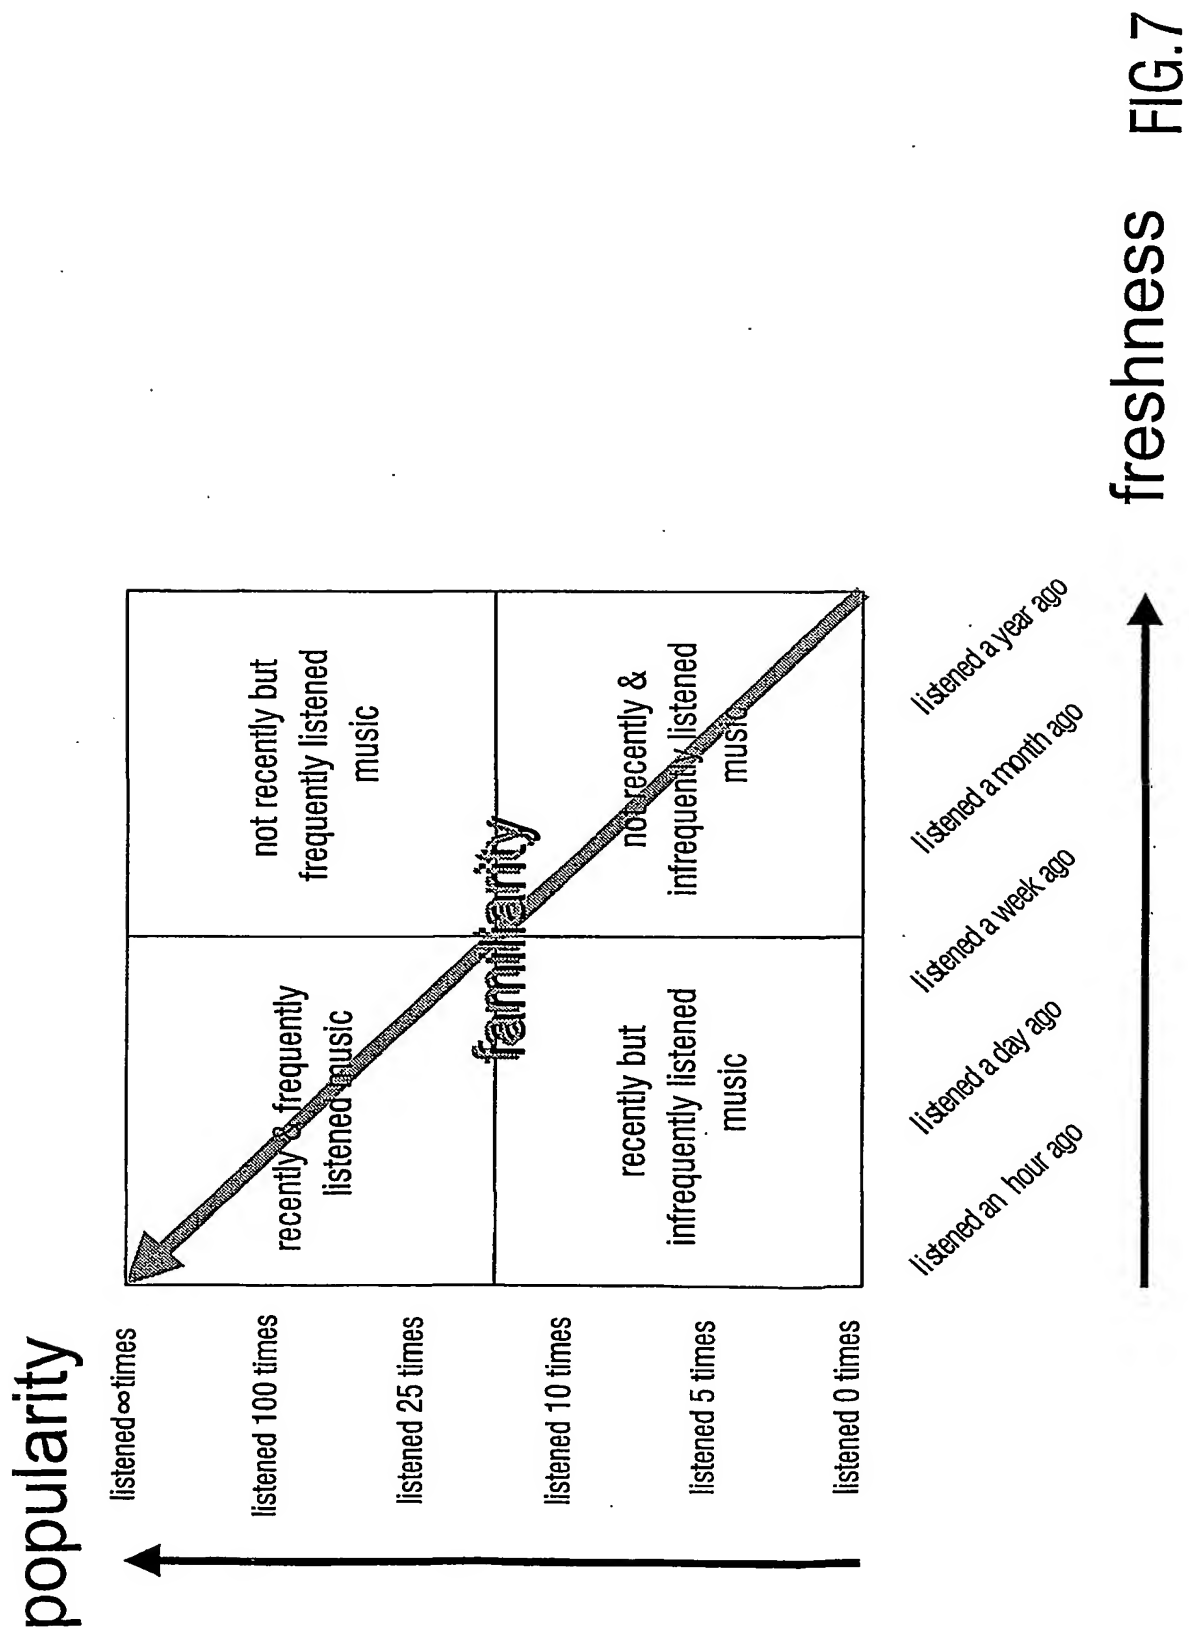 popularity
listened∞times
listened 100 times
listened 25 times
listened 10 times
listened 5 times
listened 0 times
recently & frequently
listened music
not recently but
frequently listened
music
familiarity
recently but
infrequently listened
music
not recently &
infrequently listened
music
listened an hour ago
listened a day ago
listened a week ago
listened a month ago
listened a year ago
freshness
FIG.7